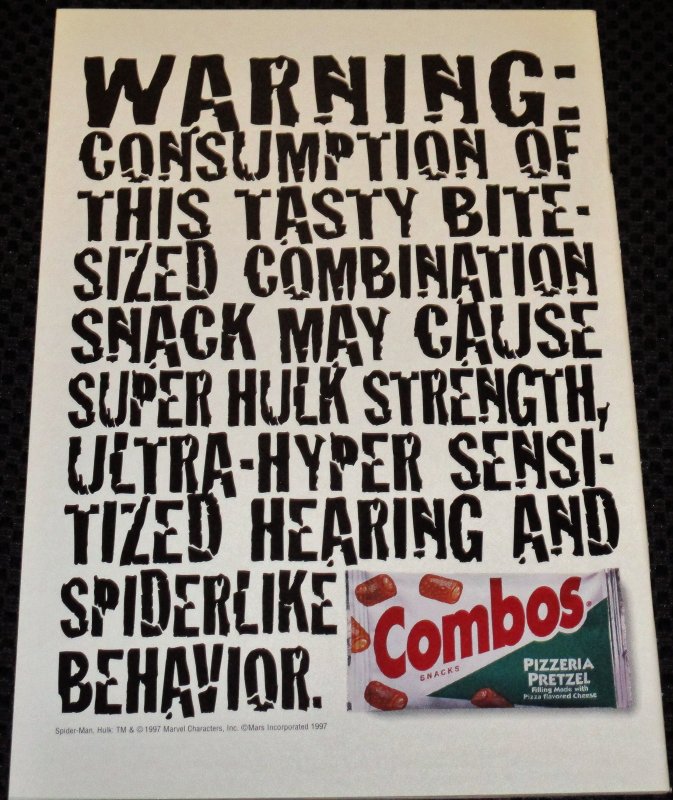 WARNING:
CONSUMPTION OF
THIS TASTY BITE-
SIZED COMBINATION
SNACK MAY CAUSE
SUPER HULK STRENGTH,
ULTRA-HYPER SENSI-
TIZED HEARING AND
SPIDERLIKE
BEHAVIOR.
Combos®
SNACKS
PIZZERIA
PRETZEL
Filling Made with
Pizza Flavored Cheese
Spider-Man, Hulk: TM & © 1997 Marvel Characters, Inc. ©Mars Incorporated 1997